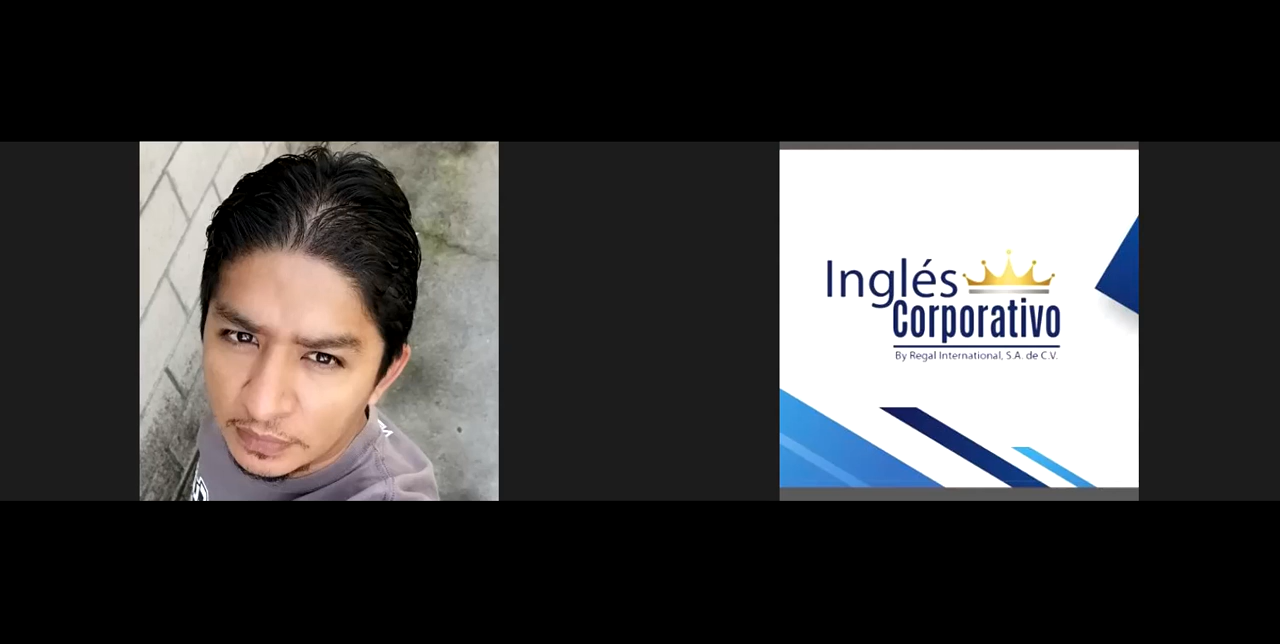 Inglés
Corporativo
By Regal International, S.A. de C.V.